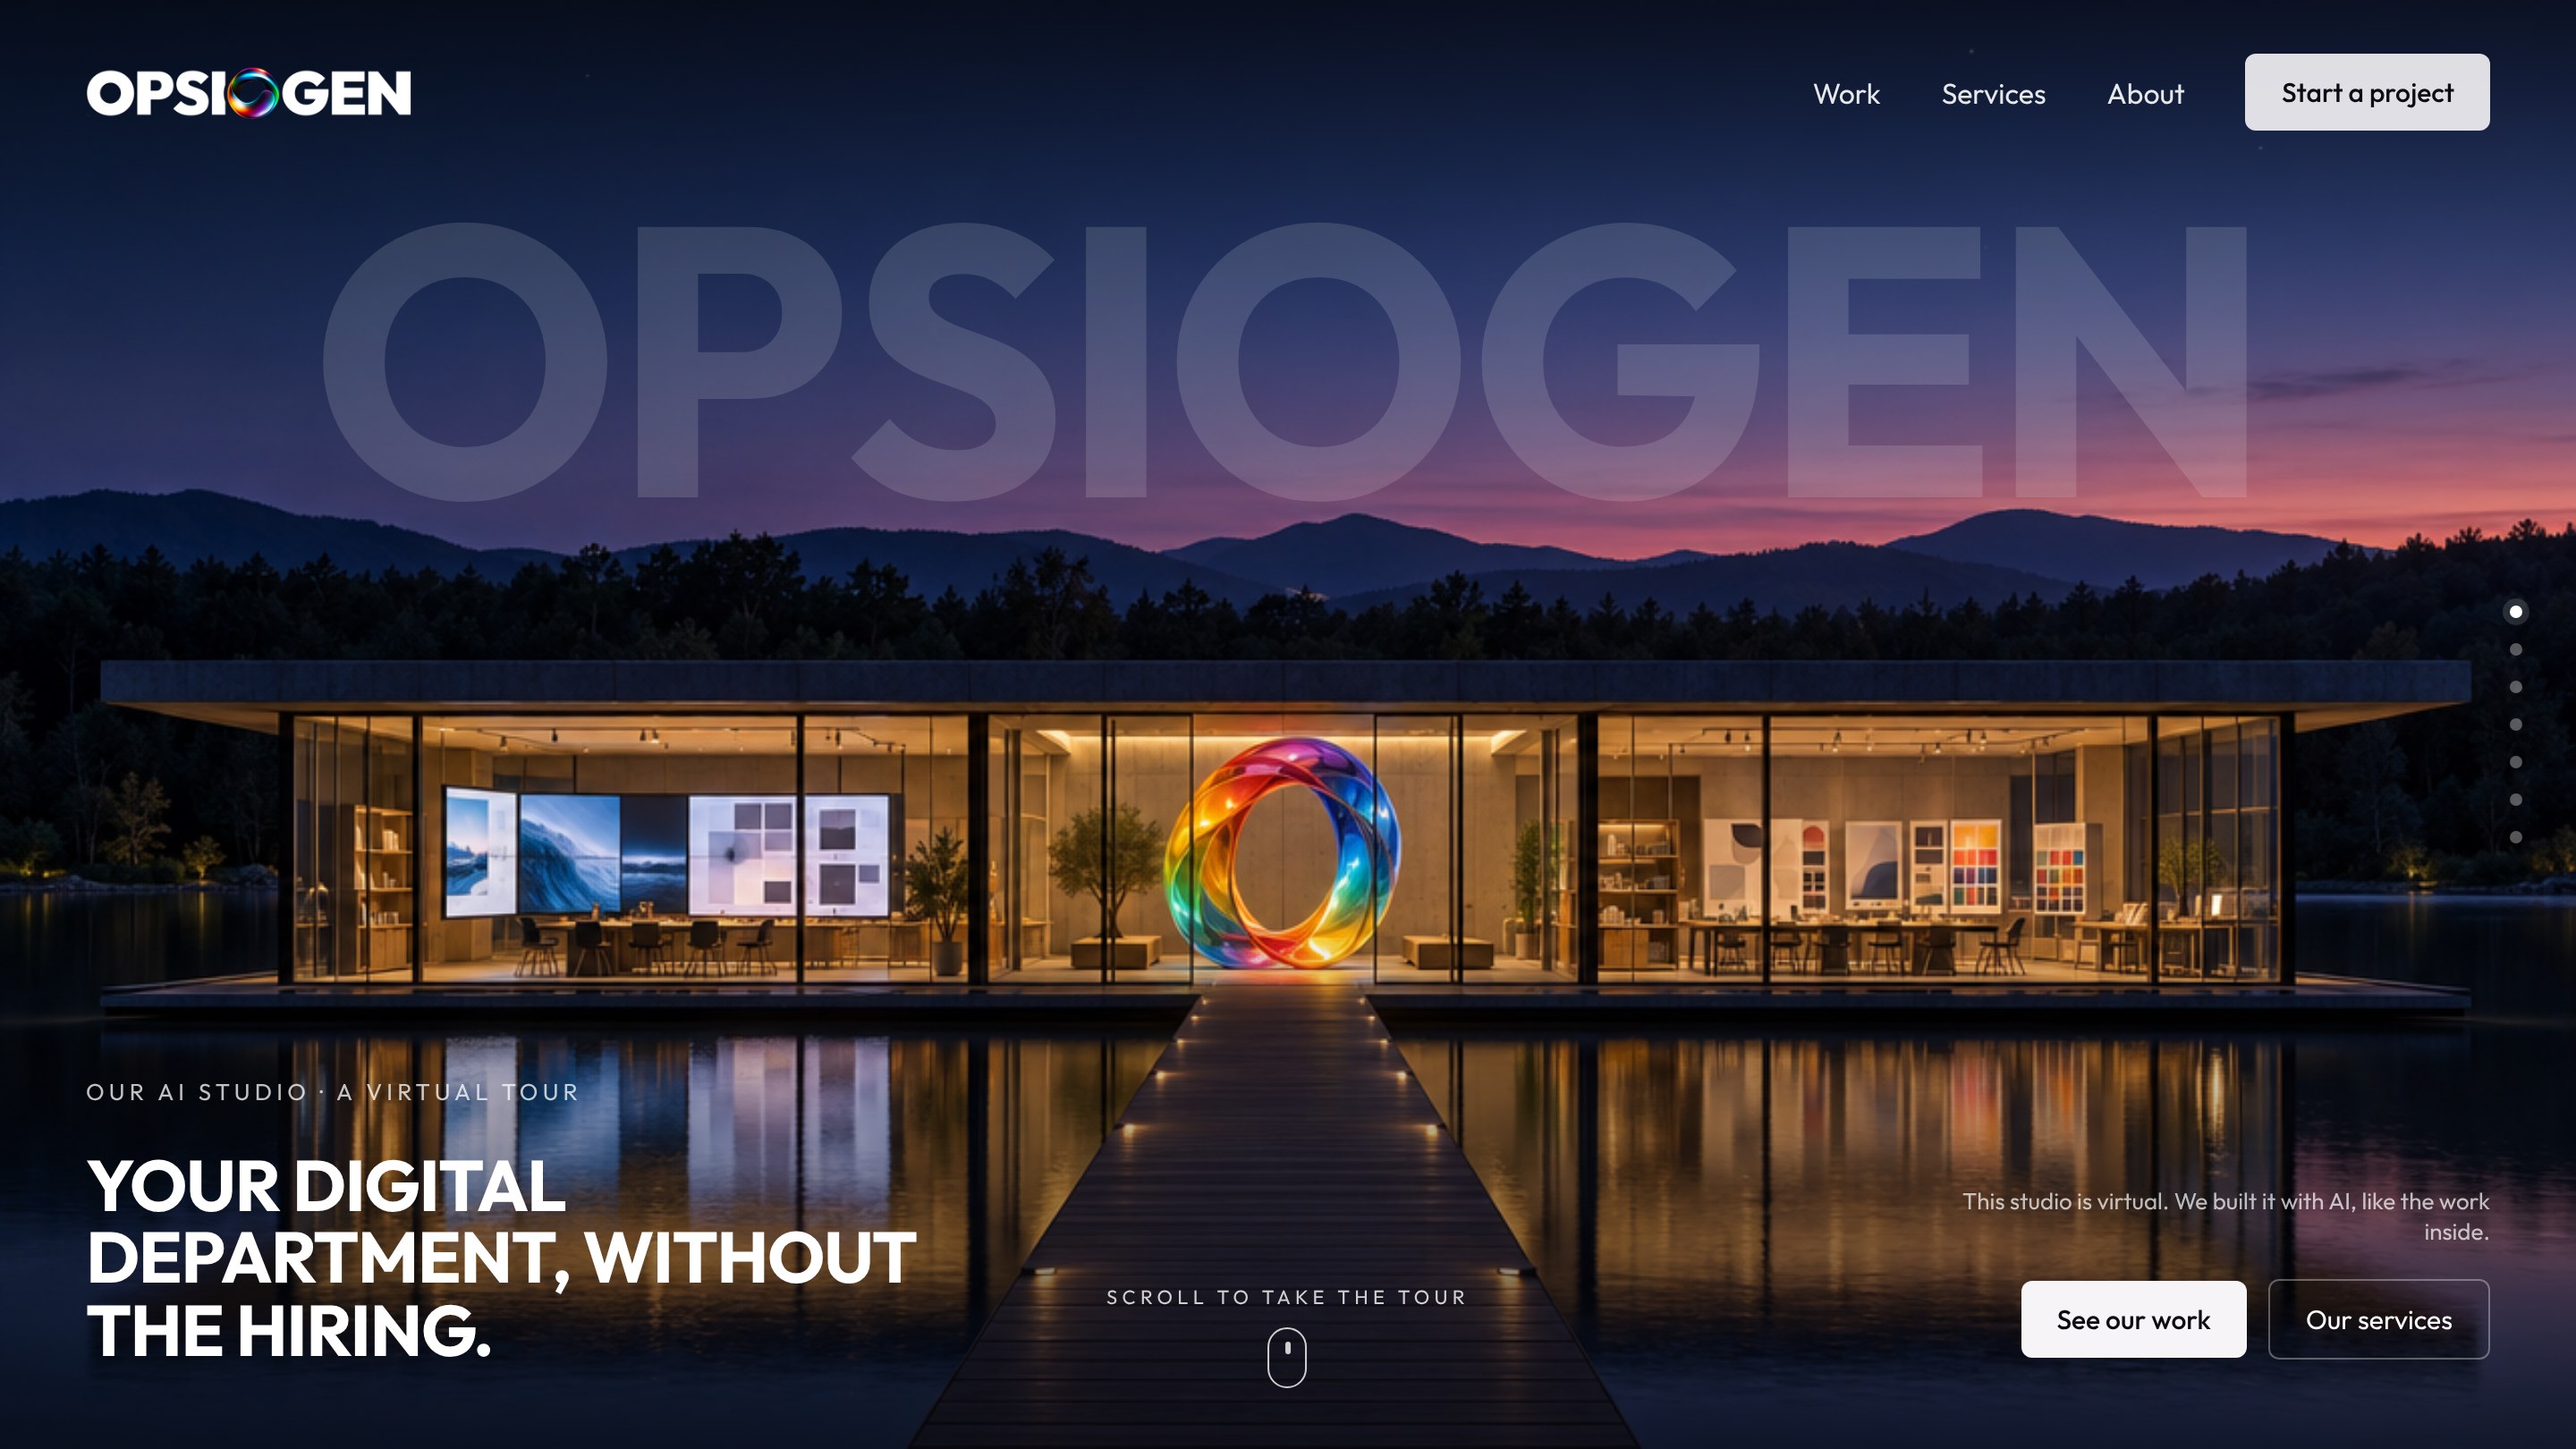 OPSIOGEN
Work
Services
About
Start a project
OPSIOGEN
OUR AI STUDIO · A VIRTUAL TOUR
YOUR DIGITAL
DEPARTMENT, WITHOUT
THE HIRING.
SCROLL TO TAKE THE TOUR
This studio is virtual. We built it with AI, like the work
inside.
See our work
Our services